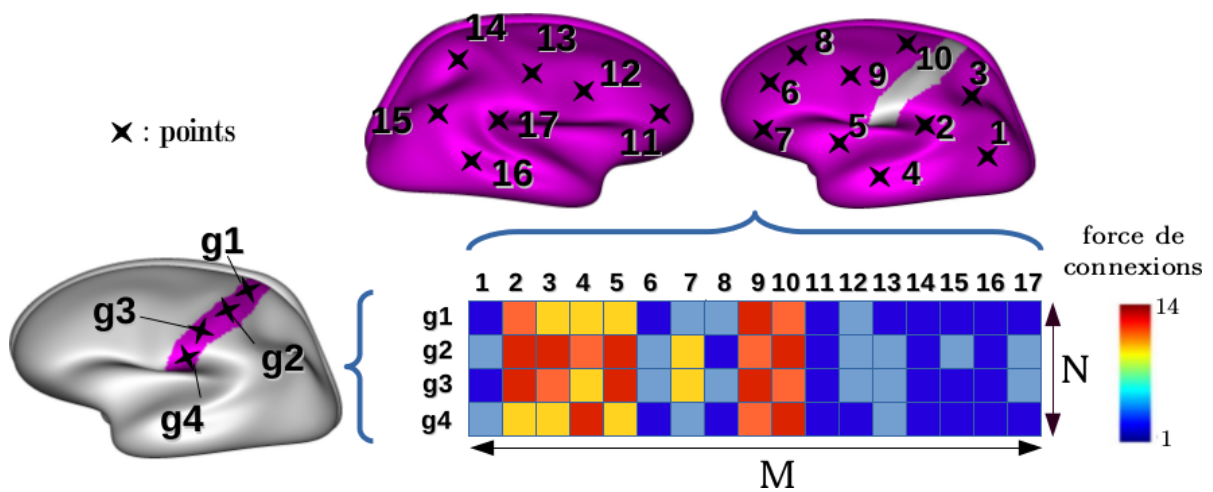 14
13
12
15
17
11
16
8
10
3
9
6
5
2
1
7
4
: points
force de
connexions
14
1
g1
g3
g2
g4
1 2 3 4 5 6 7 8 9 10 11 12 13 14 15 16 17
g1
g2
g3
g4
N
M